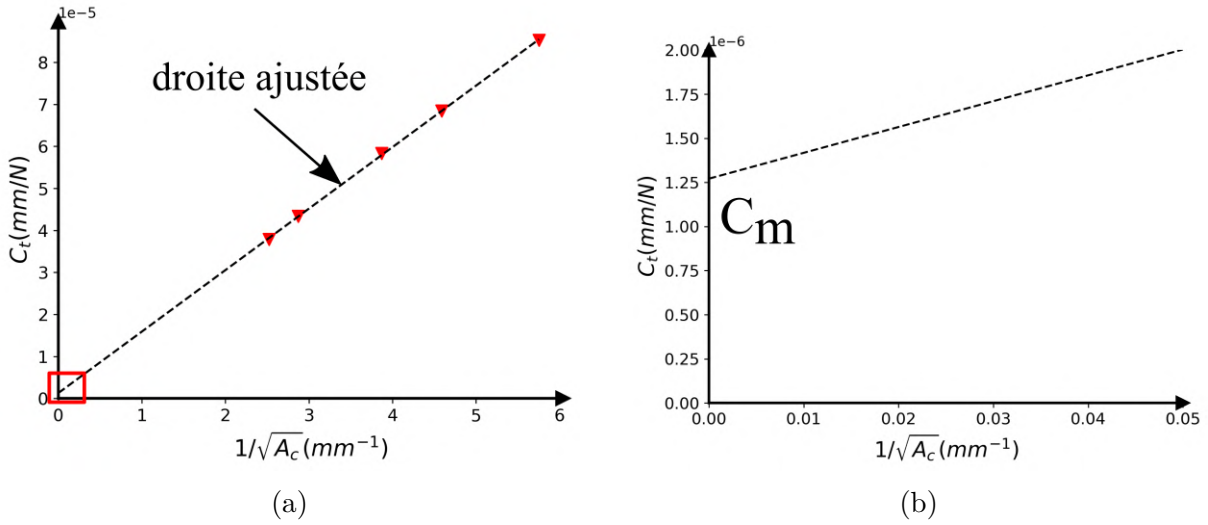 1e−5
droite ajustée
8
7
6
5
4
3
2
1
0
C_t(mm/N)
0 1 2 3 4 5 6
1/√A_c(mm⁻¹)
(a)
1e−6
2.00
1.75
1.50
1.25
1.00
0.75
0.50
0.25
0.00
C_m
C_t(mm/N)
0.00 0.01 0.02 0.03 0.04 0.05
1/√A_c(mm⁻¹)
(b)